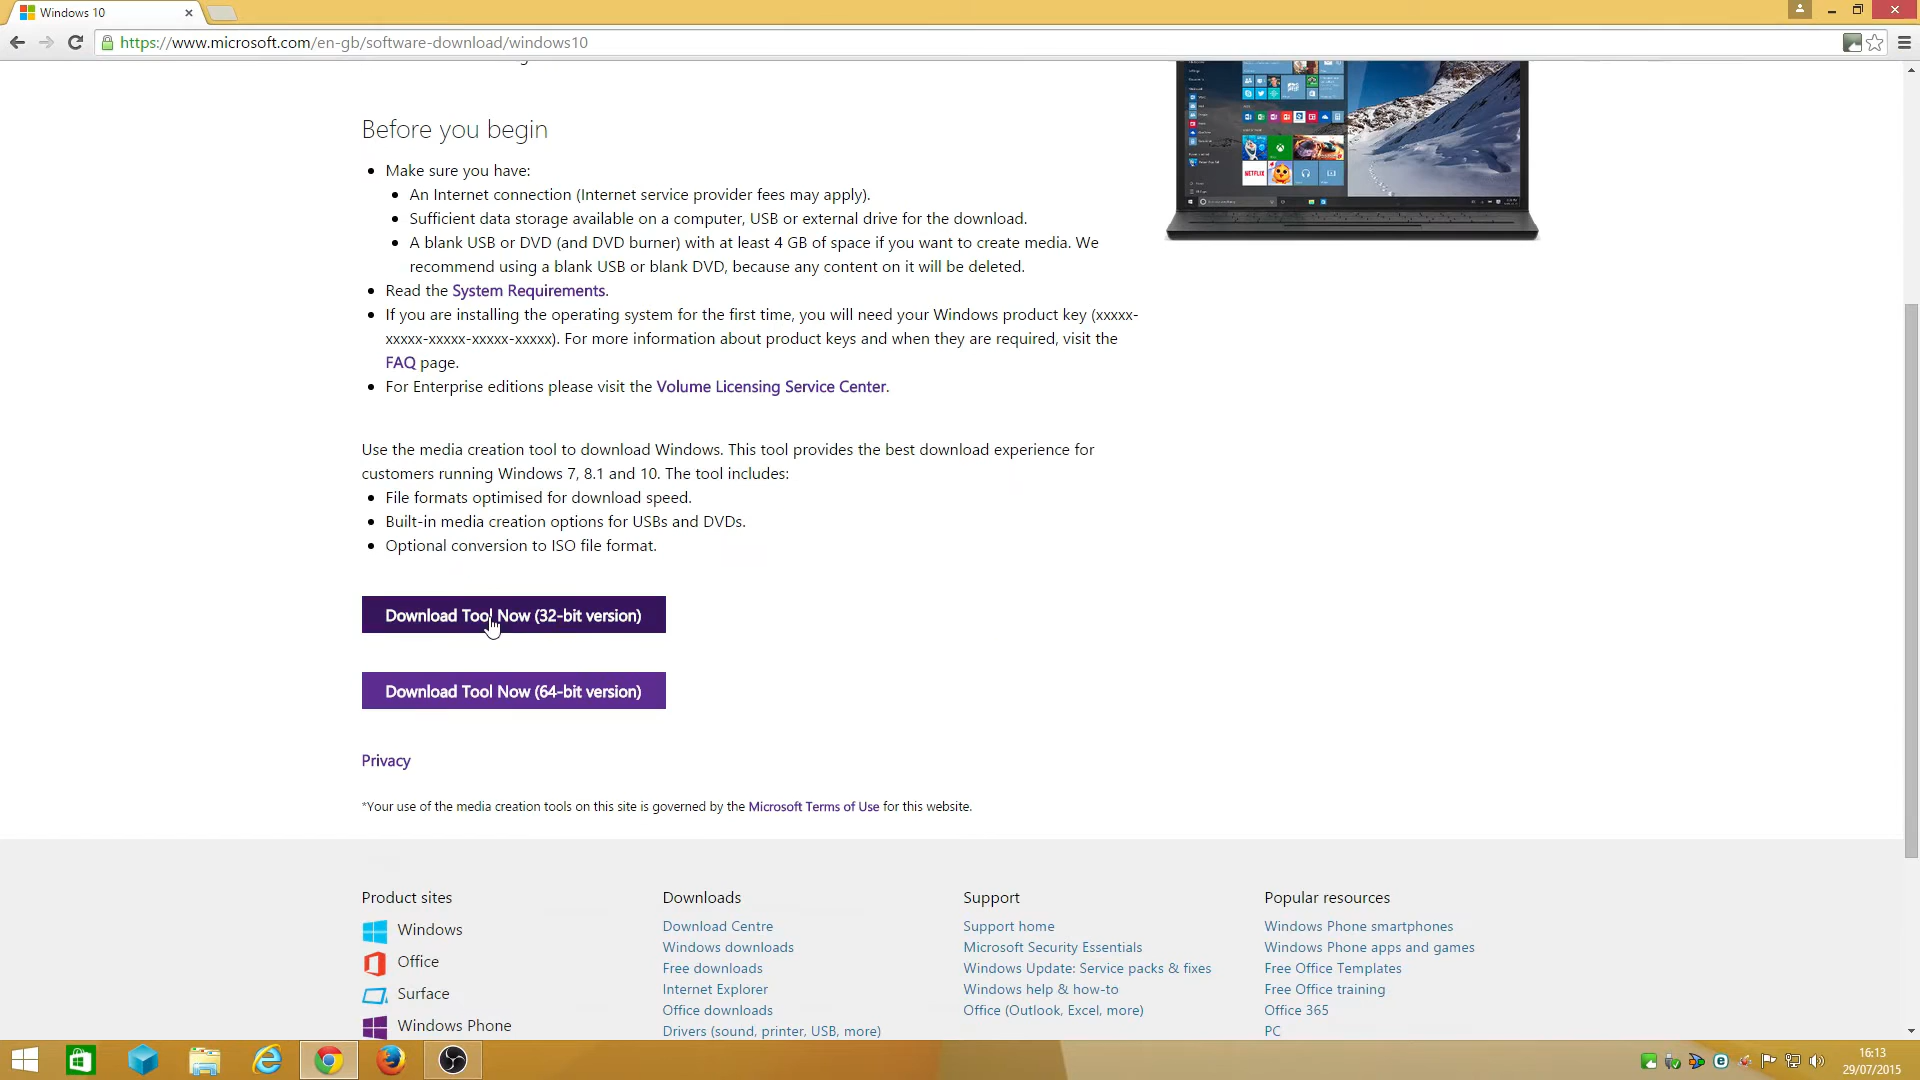 Windows 10
https://www.microsoft.com/en-gb/software-download/windows10
Before you begin
Make sure you have:
An Internet connection (Internet service provider fees may apply).
Sufficient data storage available on a computer, USB or external drive for the download.
A blank USB or DVD (and DVD burner) with at least 4 GB of space if you want to create media. We
recommend using a blank USB or blank DVD, because any content on it will be deleted.
Read the System Requirements.
If you are installing the operating system for the first time, you will need your Windows product key (xxxxx-
xxxxx-xxxxx-xxxxx-xxxxx). For more information about product keys and when they are required, visit the
FAQ page.
For Enterprise editions please visit the Volume Licensing Service Center.
Use the media creation tool to download Windows. This tool provides the best download experience for
customers running Windows 7, 8.1 and 10. The tool includes:
File formats optimised for download speed.
Built-in media creation options for USBs and DVDs.
Optional conversion to ISO file format.
Download Tool Now (32-bit version)
Download Tool Now (64-bit version)
Privacy
*Your use of the media creation tools on this site is governed by the Microsoft Terms of Use for this website.
Product sites
Windows
Office
Surface
Windows Phone
Downloads
Download Centre
Windows downloads
Free downloads
Internet Explorer
Office downloads
Drivers (sound, printer, USB, more)
Support
Support home
Microsoft Security Essentials
Windows Update: Service packs & fixes
Windows help & how-to
Office (Outlook, Excel, more)
Popular resources
Windows Phone smartphones
Windows Phone apps and games
Free Office Templates
Free Office training
Office 365
PC
NETFLIX
16:13
29/07/2015